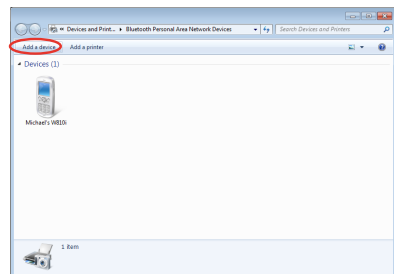 « Devices and Print... ▸ Bluetooth Personal Area Network Devices
Search Devices and Printers
Add a device
Add a printer
Devices (1)
Michael's W810i
1 item